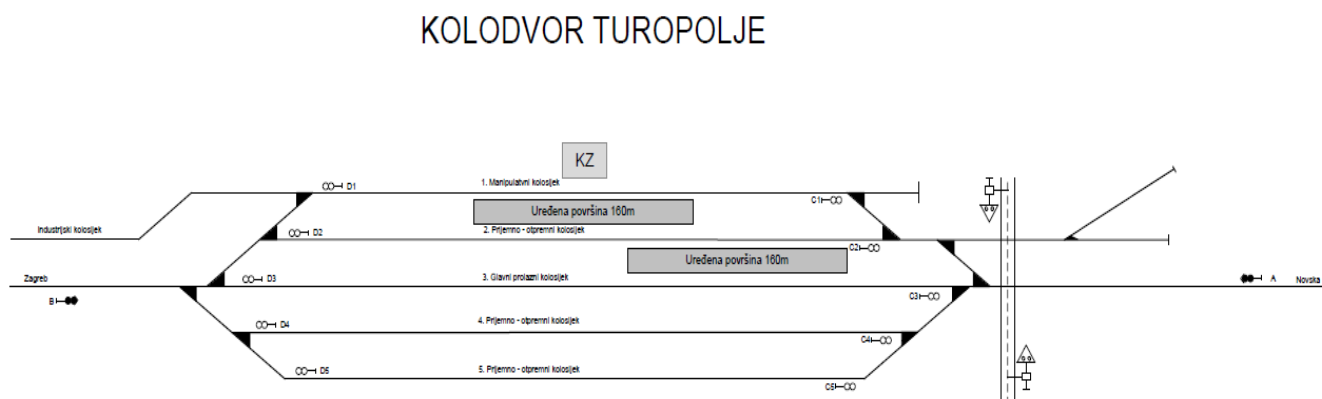 KOLODVOR TUROPOLJE
KZ
D1
1. Manipulatvni kolosijek
C1
Uređena površina 160m
Industrijski kolosijek
D2
2. Prijemno - otpremni kolosijek
C2
Uređena površina 160m
Zagreb
D3
3. Glavni prolazni kolosijek
A
Novska
B
C3
D4
4. Prijemno - otpremni kolosijek
C4
D5
5. Prijemno - otpremni kolosijek
C5